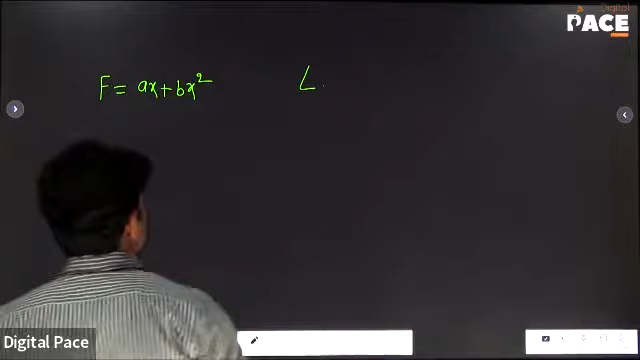 Digital
PACE
F = ax + bx² L
Digital Pace